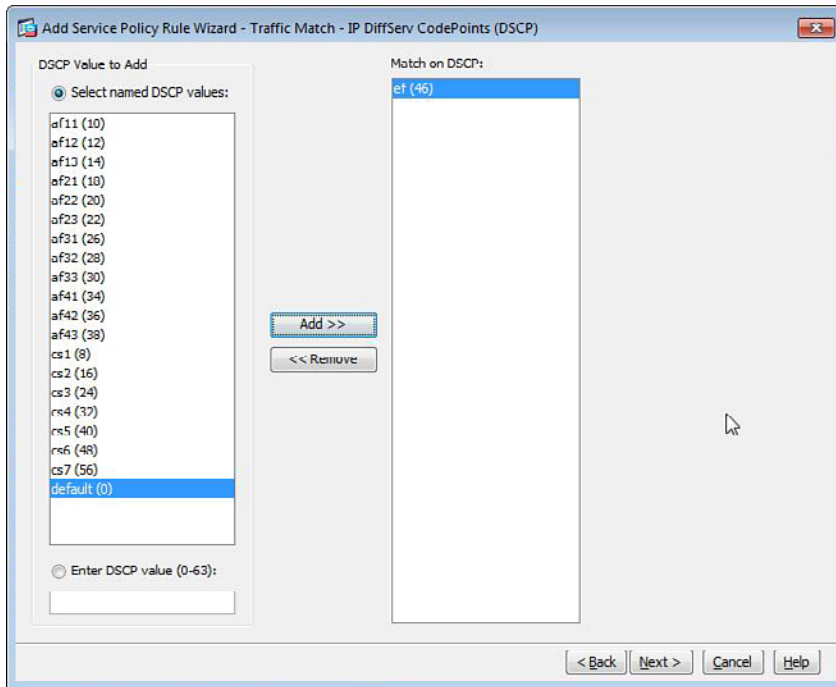 Add Service Policy Rule Wizard - Traffic Match - IP DiffServ CodePoints (DSCP)
DSCP Value to Add
Select named DSCP values:
af11 (10)
af12 (12)
af13 (14)
af21 (18)
af22 (20)
af23 (22)
af31 (26)
af32 (28)
af33 (30)
af41 (34)
af42 (36)
af43 (38)
cs1 (8)
cs2 (16)
cs3 (24)
cs4 (32)
cs5 (40)
cs6 (48)
cs7 (56)
default (0)
Enter DSCP value (0-63):
Add >>
<< Remove
Match on DSCP:
ef (46)
< Back
Next >
Cancel
Help